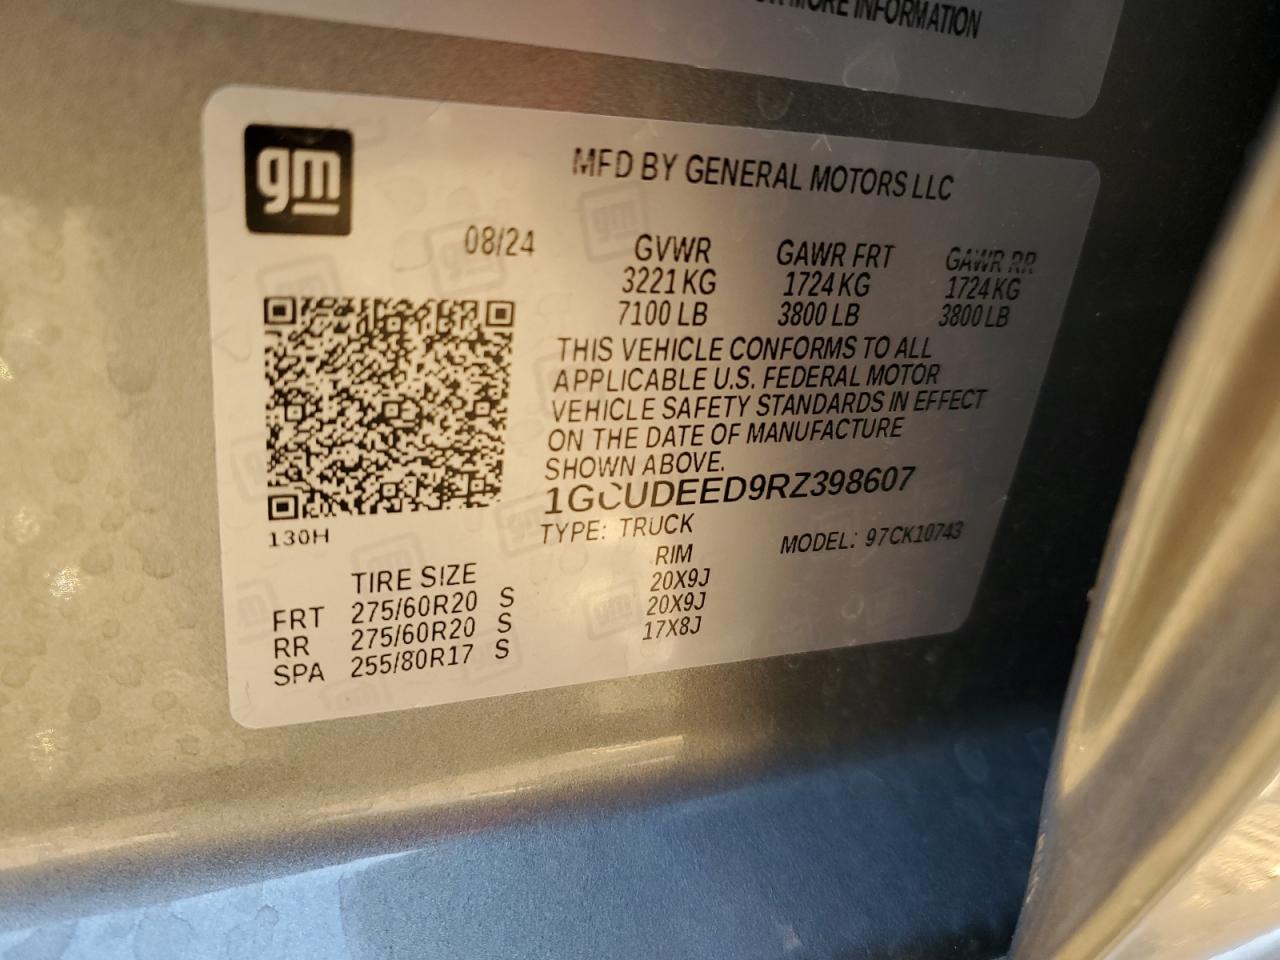 OR MORE INFORMATION
gm
MFD BY GENERAL MOTORS LLC
08/24 GVWR GAWR FRT GAWR RR
3221 KG 1724 KG 1724 KG
7100 LB 3800 LB 3800 LB
THIS VEHICLE CONFORMS TO ALL
APPLICABLE U.S. FEDERAL MOTOR
VEHICLE SAFETY STANDARDS IN EFFECT
ON THE DATE OF MANUFACTURE
SHOWN ABOVE.
1GCUDEED9RZ398607
130H
TYPE: TRUCK MODEL: 97CK10743
TIRE SIZE RIM
FRT 275/60R20 S 20X9J
RR 275/60R20 S 20X9J
SPA 255/80R17 S 17X8J